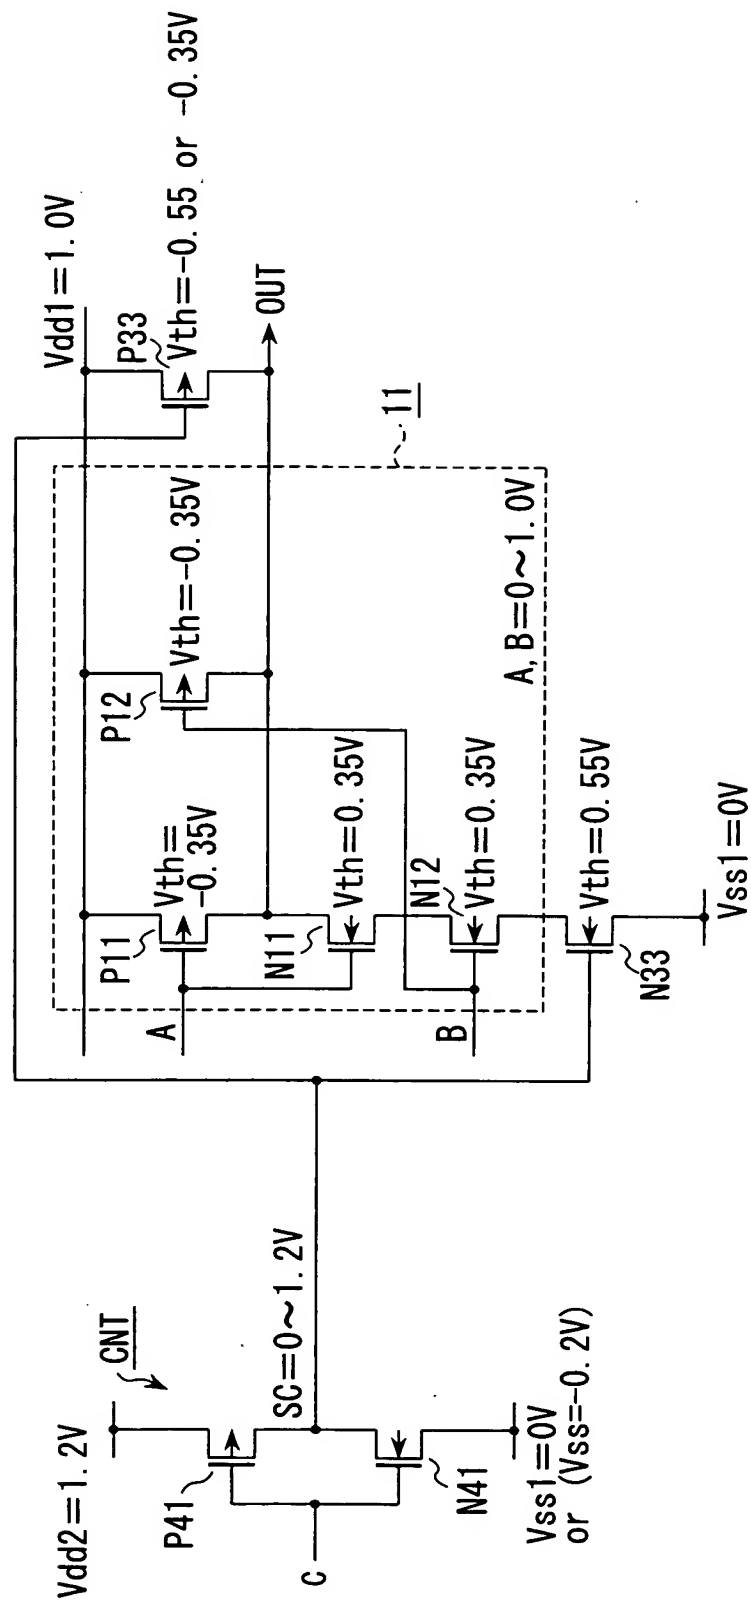 Vdd2=1.2V
CNT
P41
C
SC=0~1.2V
N41
Vss1=0V
or (Vss=-0.2V)
Vdd1=1.0V
A
P11
Vth=
-0.35V
P12
Vth=-0.35V
P33
Vth=-0.55 or -0.35V
OUT
N11
Vth=0.35V
11
B
N12
Vth=0.35V
A,B=0~1.0V
Vth=0.55V
N33
Vss1=0V